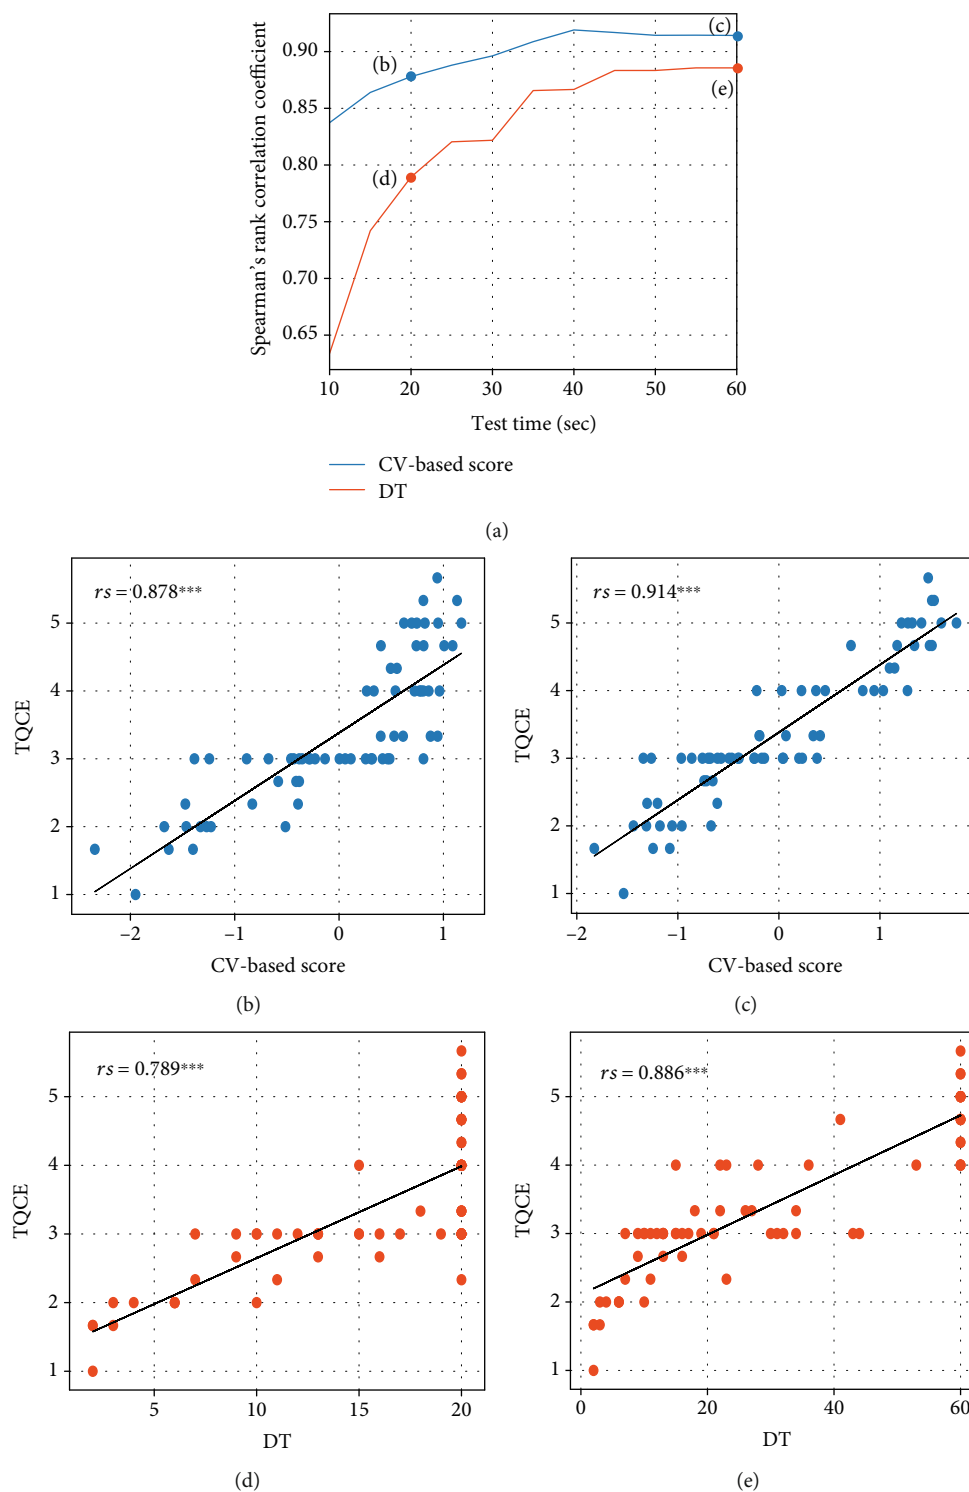 Spearman's rank correlation coefficient
0.90
0.85
0.80
0.75
0.70
0.65
(b)
(c)
(d)
(e)
10 20 30 40 50 60
Test time (sec)
CV-based score
DT
(a)
rs = 0.878***
TQCE
5
4
3
2
1
−2 −1 0 1
CV-based score
(b)
rs = 0.914***
TQCE
5
4
3
2
1
−2 −1 0 1
CV-based score
(c)
rs = 0.789***
TQCE
5
4
3
2
1
5 10 15 20
DT
(d)
rs = 0.886***
TQCE
5
4
3
2
1
0 20 40 60
DT
(e)